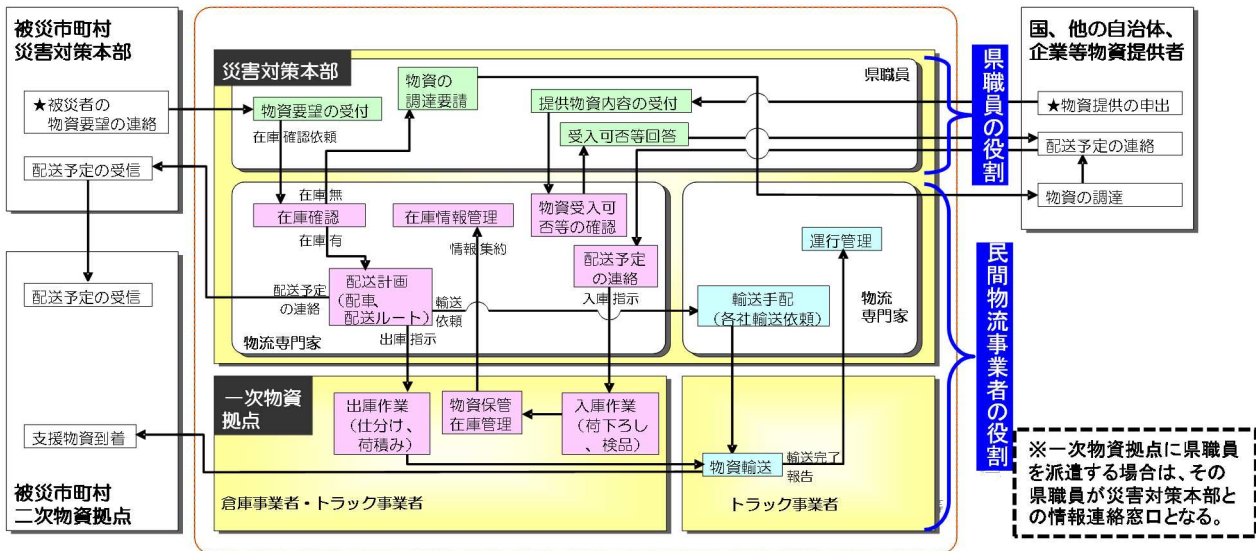 被災市町村
災害対策本部
★被災者の
物資要望の連絡
配送予定の受信
配送予定の受信
支援物資到着
被災市町村
二次物資拠点
災害対策本部
県職員
物資要望の受付
物資の
調達要請
提供物資内容の受付
受入可否等回答
在庫確認依頼
在庫無
在庫確認
在庫有
在庫情報管理
情報集約
物資受入可
否等の確認
配送予定
の連絡
入庫指示
配送計画
(配車、
配送ルート)
配送予定
の連絡
輸送
依頼
出庫指示
物流専門家
運行管理
輸送手配
(各社輸送依頼)
物流
専門家
一次物資
拠点
出庫作業
(仕分け、
荷積み)
物資保管
在庫管理
入庫作業
(荷下ろし
、検品)
倉庫事業者・トラック事業者
物資輸送
輸送完了
報告
トラック事業者
県職員の役割
民間物流事業者の役割
国、他の自治体、
企業等物資提供者
★物資提供の申出
配送予定の連絡
物資の調達
※一次物資拠点に県職員
を派遣する場合は、その
県職員が災害対策本部と
の情報連絡窓口となる。